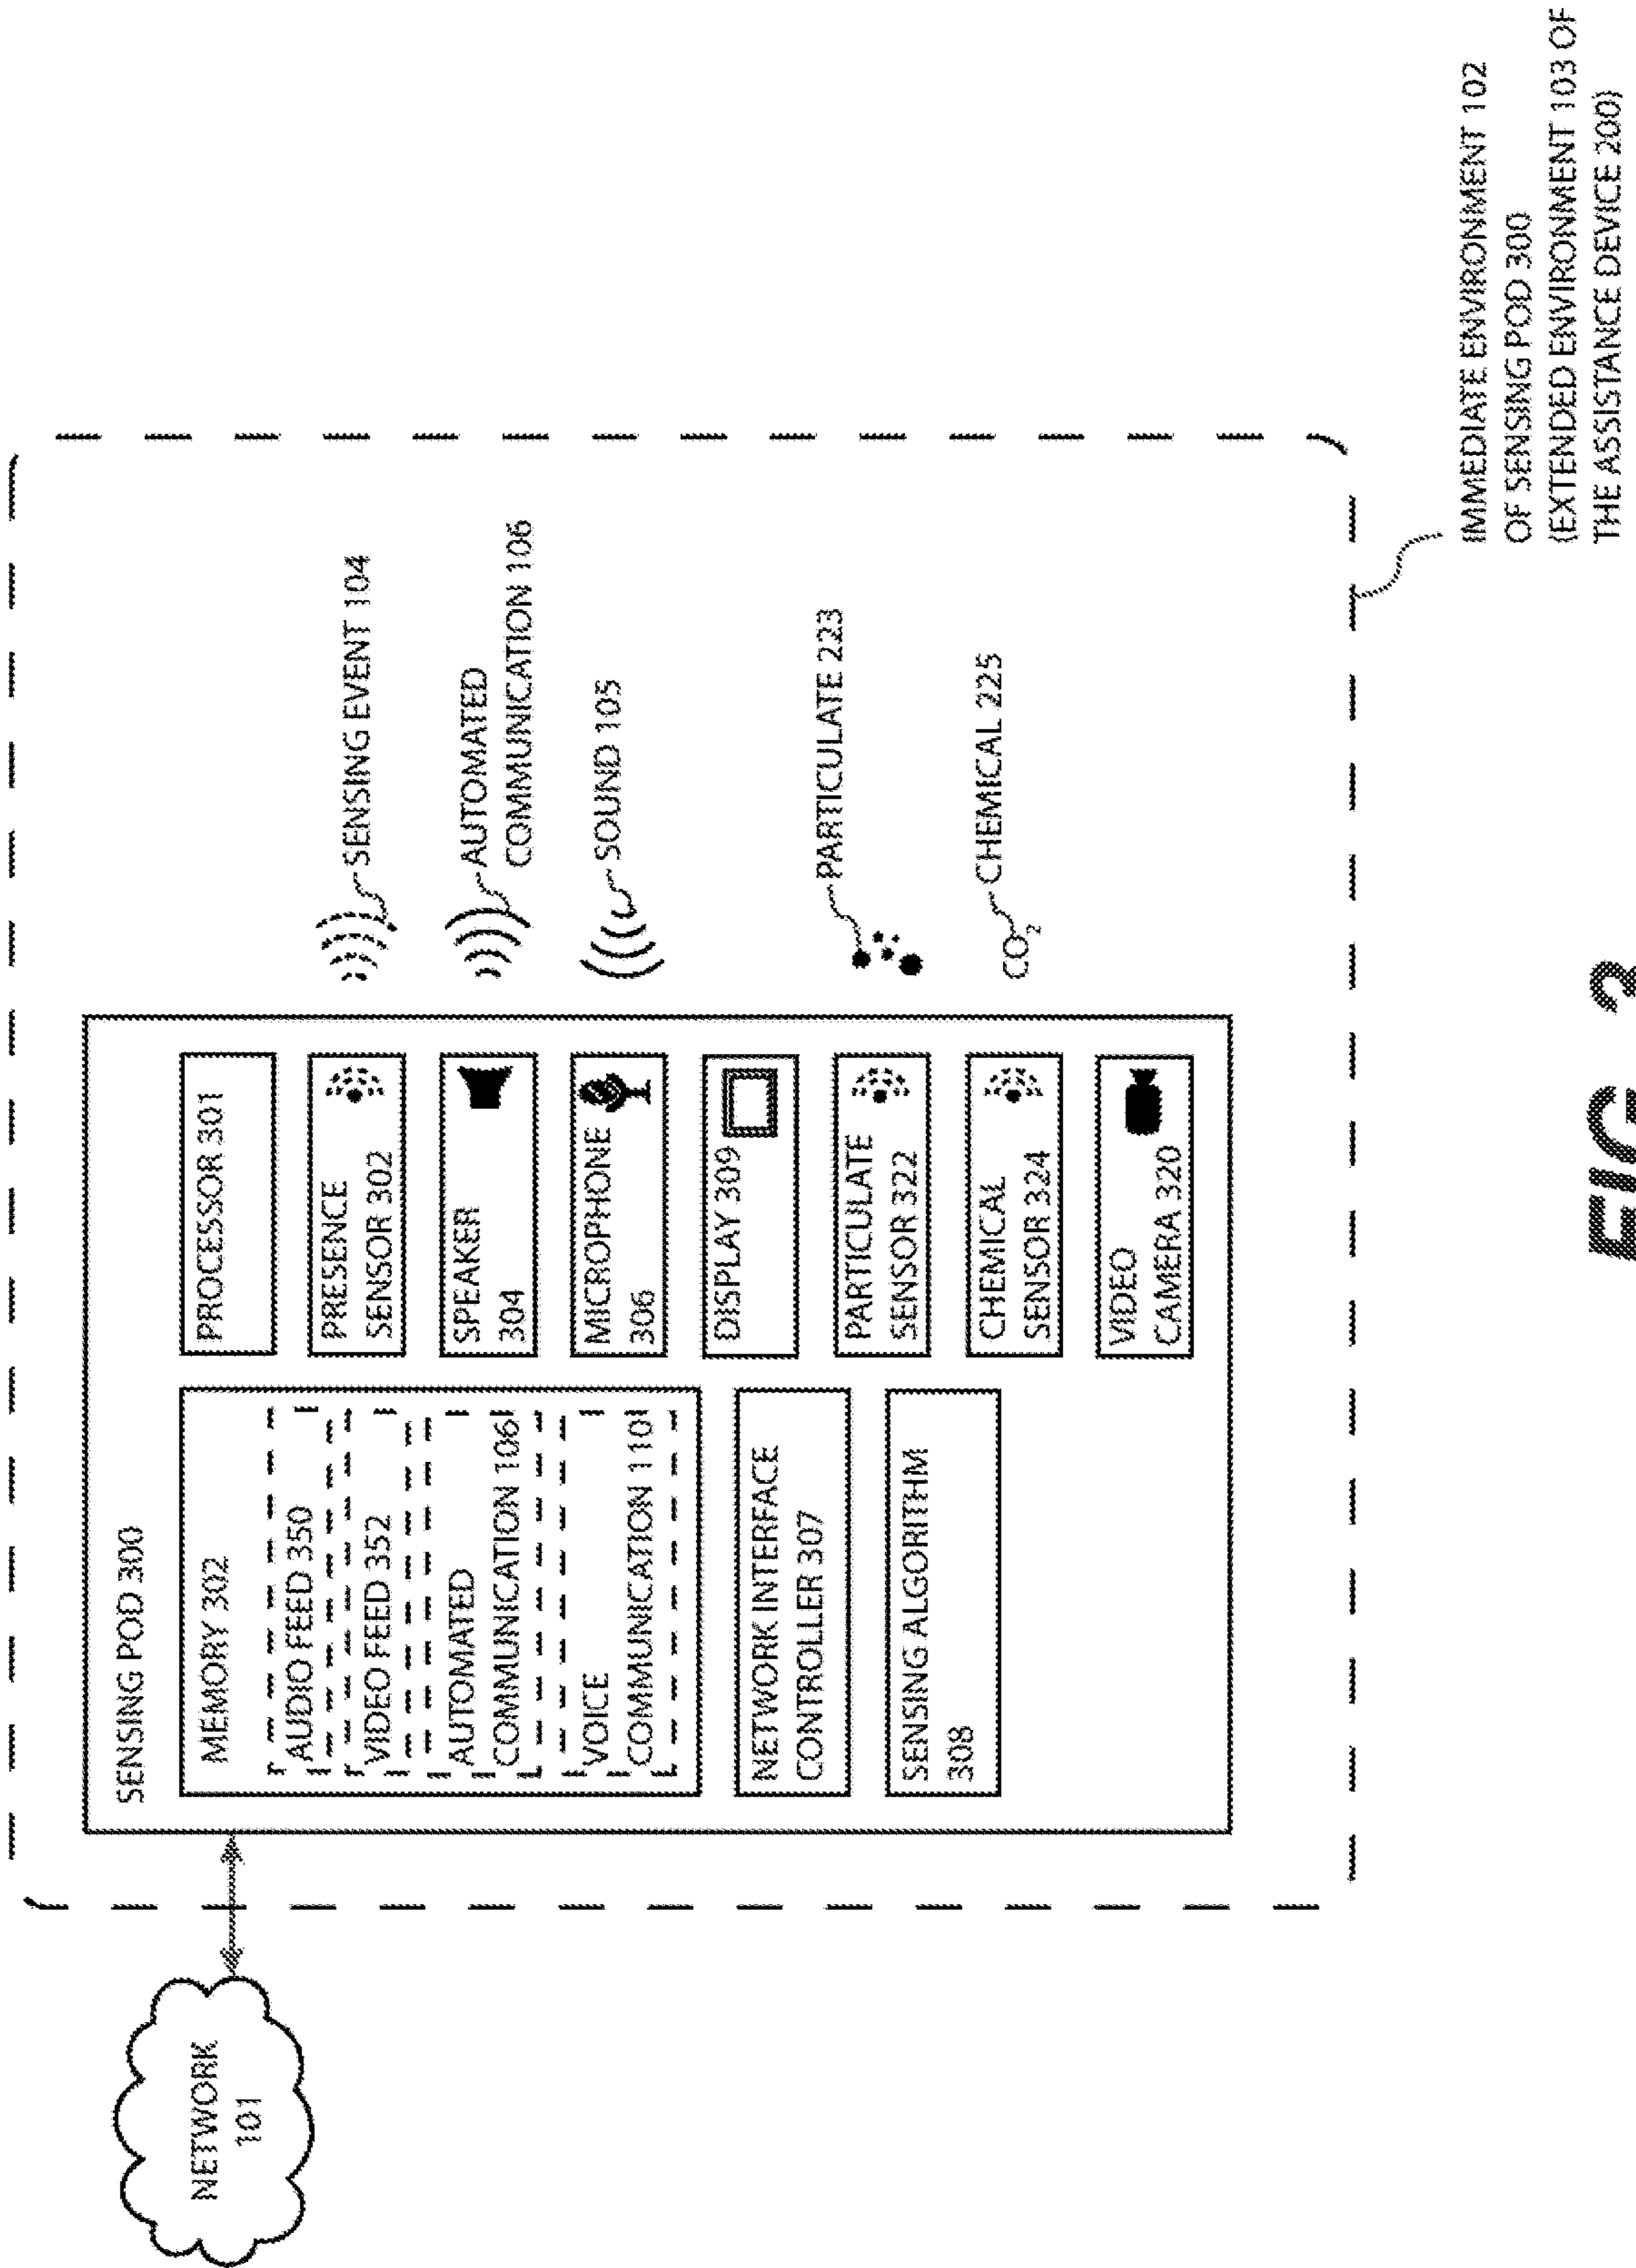 NETWORK
101
SENSING POD 300
MEMORY 302
AUDIO FEED 350
VIDEO FEED 352
AUTOMATED
COMMUNICATION 106
VOICE
COMMUNICATION 110
NETWORK INTERFACE
CONTROLLER 307
SENSING ALGORITHM
308
PROCESSOR 301
PRESENCE
SENSOR 302
SPEAKER
304
MICROPHONE
306
DISPLAY 309
PARTICULATE
SENSOR 322
CHEMICAL
SENSOR 324
VIDEO
CAMERA 320
SENSING EVENT 104
AUTOMATED
COMMUNICATION 106
SOUND 105
PARTICULATE 223
CO₂
CHEMICAL 225
IMMEDIATE ENVIRONMENT 102
OF SENSING POD 300
(EXTENDED ENVIRONMENT 103 OF
THE ASSISTANCE DEVICE 200)
FIG. 3